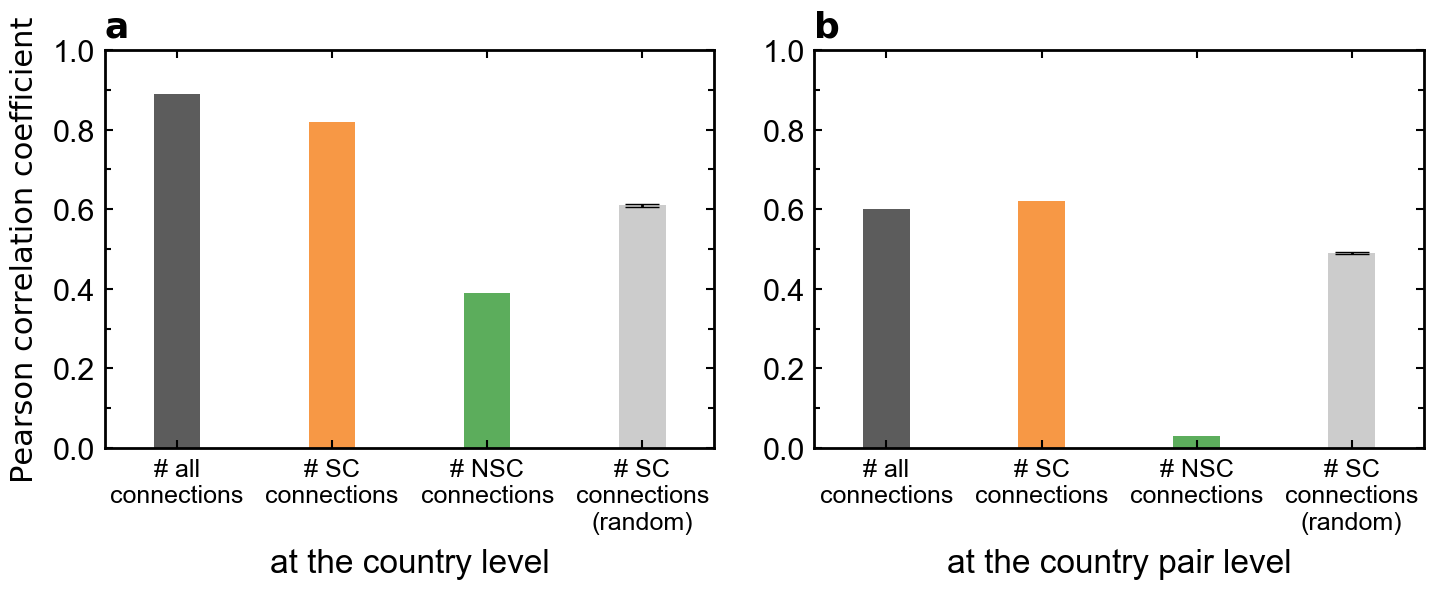 a
Pearson correlation coefficient
1.0
0.8
0.6
0.4
0.2
0.0
# all
connections
# SC
connections
# NSC
connections
# SC
connections
(random)
at the country level
b
1.0
0.8
0.6
0.4
0.2
0.0
# all
connections
# SC
connections
# NSC
connections
# SC
connections
(random)
at the country pair level